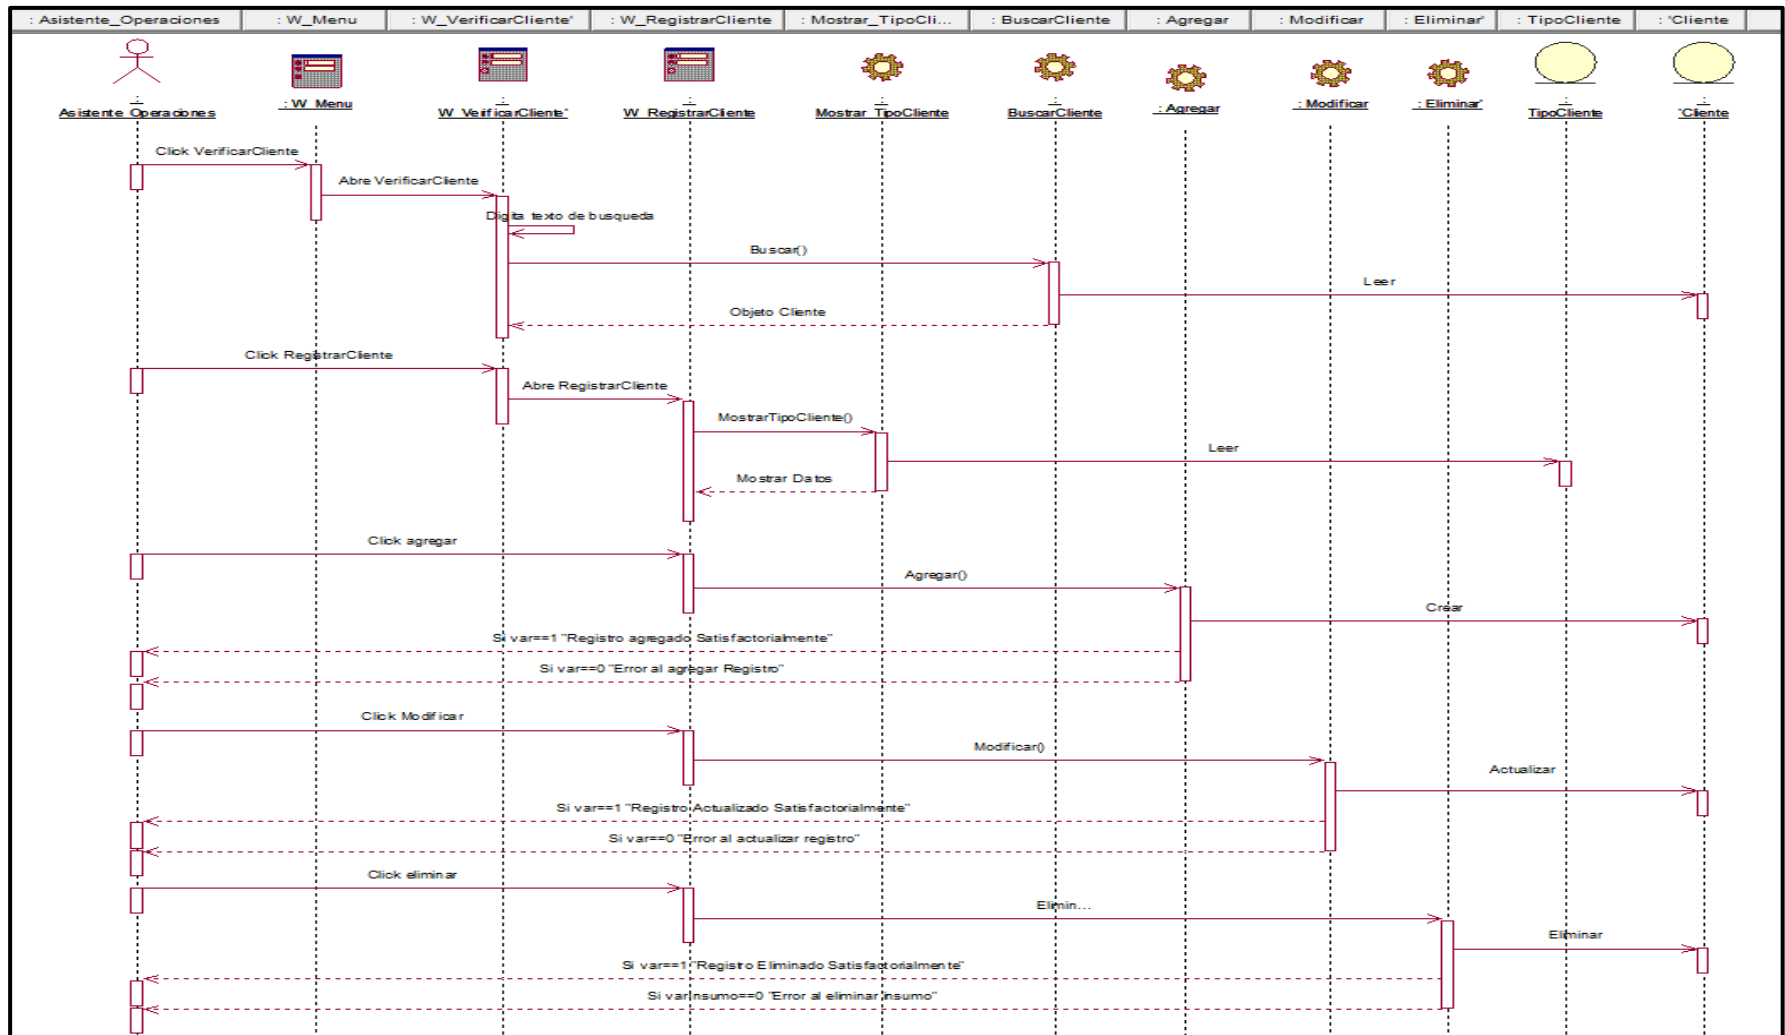 : Asistente_Operaciones
: W_Menu
: W_VerificarCliente'
: W_RegistrarCliente
: Mostrar_TipoCli...
: BuscarCliente
: Agregar
: Modificar
: Eliminar'
: TipoCliente
: 'Cliente
:
Asistente_Operaciones
: W_Menu
:
W_VerificarCliente'
:
W_RegistrarCliente
:
Mostrar_TipoCliente
:
BuscarCliente
: Agregar
: Modificar
: Eliminar'
:
TipoCliente
:
'Cliente
Click VerificarCliente
Abre VerificarCliente
Digita texto de busqueda
Buscar()
Leer
Objeto Cliente
Click RegistrarCliente
Abre RegistrarCliente
MostrarTipoCliente()
Leer
Mostrar Datos
Click agregar
Agregar()
Crear
Si var==1 "Registro agregado Satisfactorialmente"
Si var==0 "Error al agregar Registro"
Click Modificar
Modificar()
Actualizar
Si var==1 "Registro Actualizado Satisfactorialmente"
Si var==0 "Error al actualizar registro"
Click eliminar
Elimin...
Eliminar
Si var==1 "Registro Eliminado Satisfactorialmente"
Si varInsumo==0 "Error al eliminar insumo"